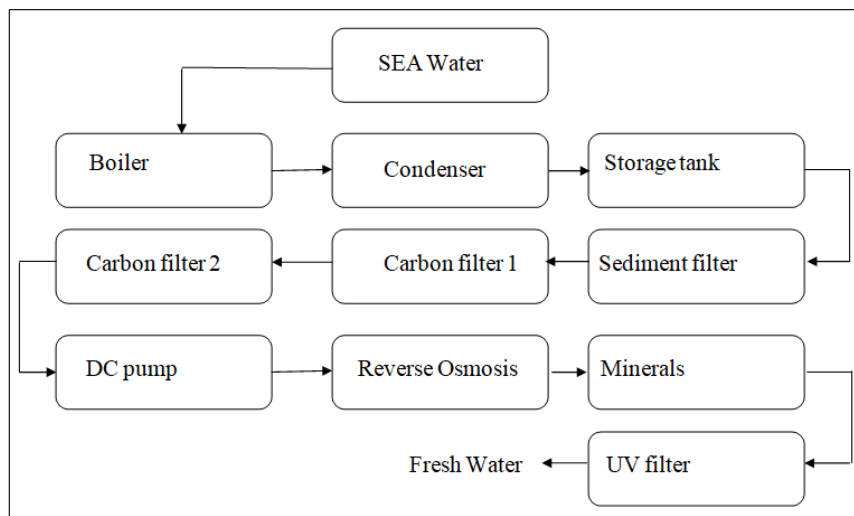 SEA Water
Boiler
Condenser
Storage tank
Carbon filter 2
Carbon filter 1
Sediment filter
DC pump
Reverse Osmosis
Minerals
Fresh Water
UV filter